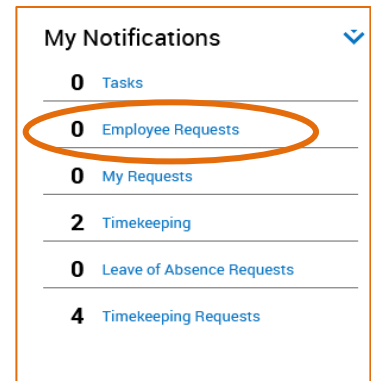 My Notifications
0 Tasks
0 Employee Requests
0 My Requests
2 Timekeeping
0 Leave of Absence Requests
4 Timekeeping Requests